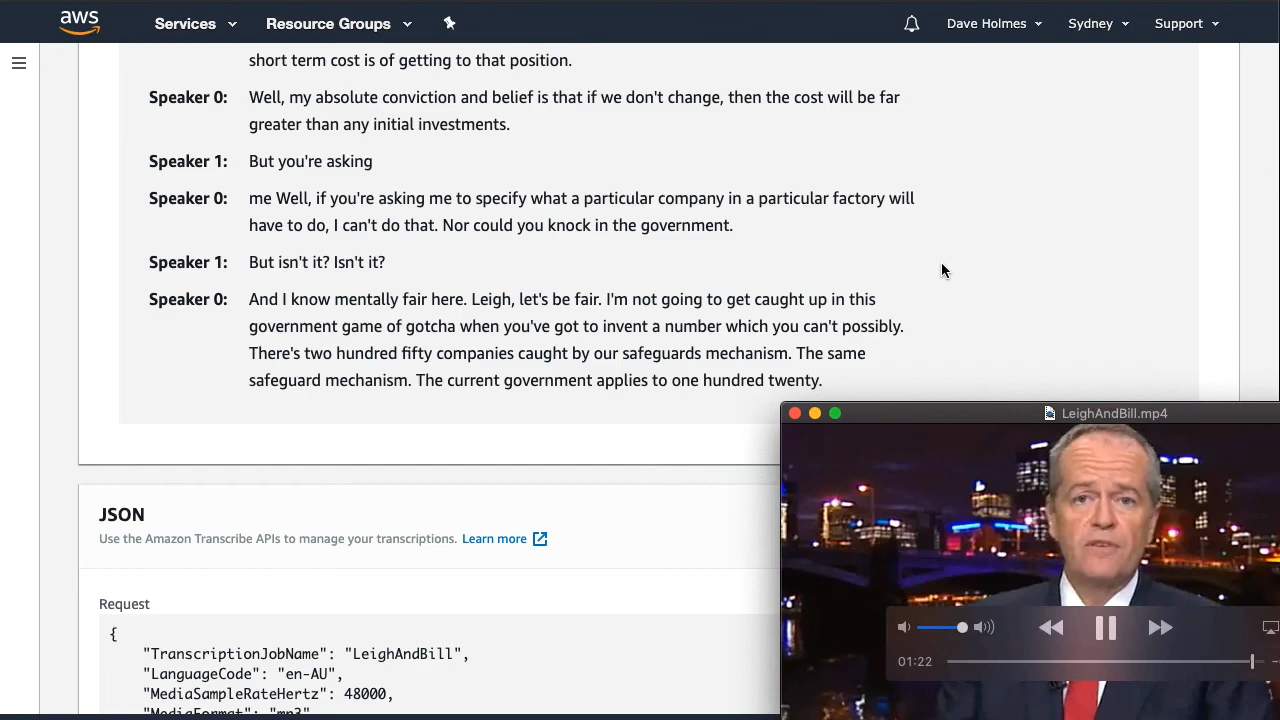 aws
Services
Resource Groups
Dave Holmes
Sydney
Support
short term cost is of getting to that position.
Speaker 0: Well, my absolute conviction and belief is that if we don't change, then the cost will be far
greater than any initial investments.
Speaker 1: But you're asking
Speaker 0: me Well, if you're asking me to specify what a particular company in a particular factory will
have to do, I can't do that. Nor could you knock in the government.
Speaker 1: But isn't it? Isn't it?
Speaker 0: And I know mentally fair here. Leigh, let's be fair. I'm not going to get caught up in this
government game of gotcha when you've got to invent a number which you can't possibly.
There's two hundred fifty companies caught by our safeguards mechanism. The same
safeguard mechanism. The current government applies to one hundred twenty.
LeighAndBill.mp4
JSON
Use the Amazon Transcribe APIs to manage your transcriptions. Learn more
Request
{
"TranscriptionJobName": "LeighAndBill",
"LanguageCode": "en-AU",
"MediaSampleRateHertz": 48000,
"MediaFormat": "mp3"
01:22